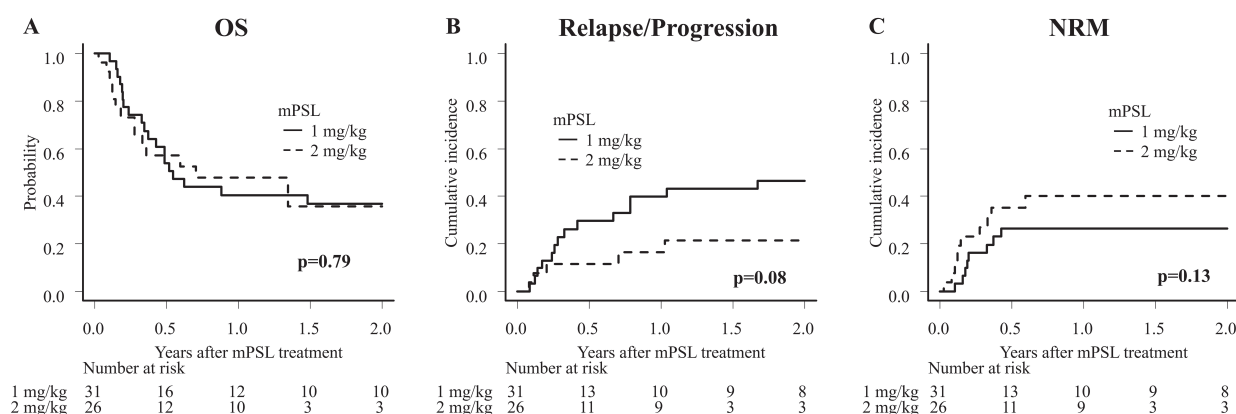 A OS
1.0
0.8
0.6
0.4
0.2
0.0
Probability
mPSL
1 mg/kg
2 mg/kg
p=0.79
0.0 0.5 1.0 1.5 2.0
Years after mPSL treatment
Number at risk
1 mg/kg 31 16 12 10 10
2 mg/kg 26 12 10 3 3
B Relapse/Progression
1.0
0.8
0.6
0.4
0.2
0.0
Cumulative incidence
mPSL
1 mg/kg
2 mg/kg
p=0.08
0.0 0.5 1.0 1.5 2.0
Years after mPSL treatment
Number at risk
1 mg/kg 31 13 10 9 8
2 mg/kg 26 11 9 3 3
C NRM
1.0
0.8
0.6
0.4
0.2
0.0
Cumulative incidence
mPSL
1 mg/kg
2 mg/kg
p=0.13
0.0 0.5 1.0 1.5 2.0
Years after mPSL treatment
Number at risk
1 mg/kg 31 13 10 9 8
2 mg/kg 26 11 9 3 3